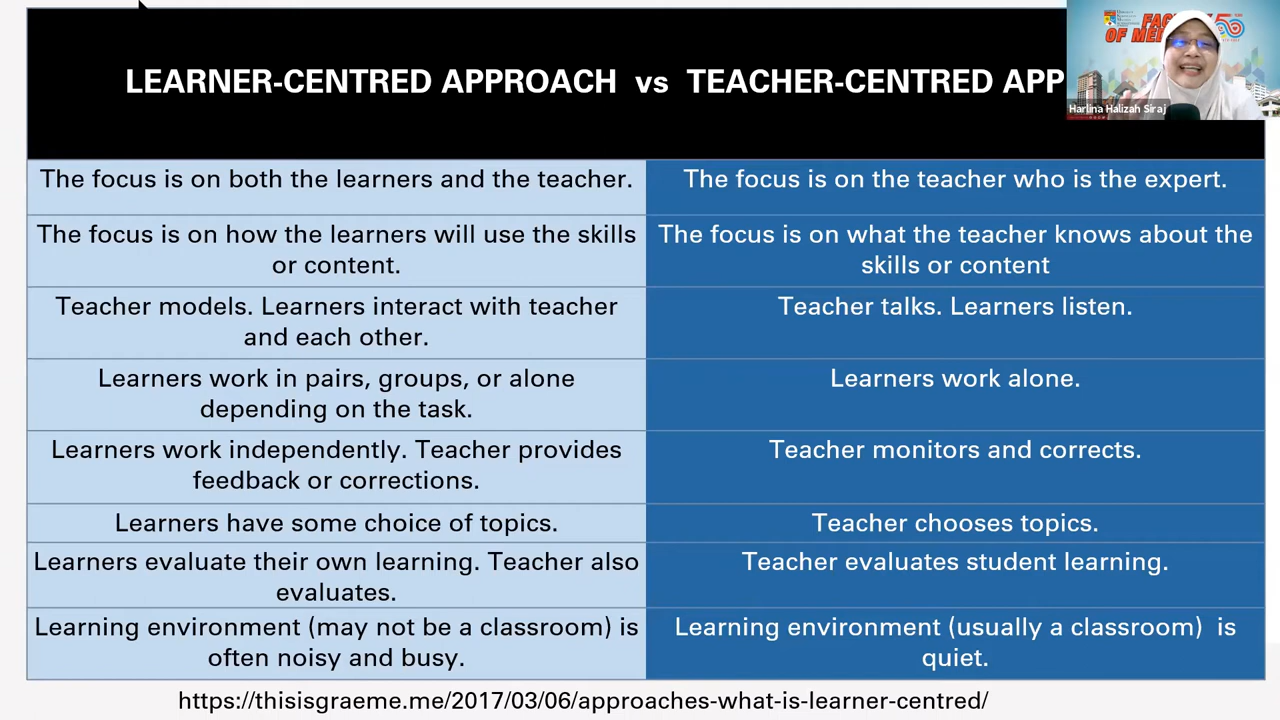 LEARNER-CENTRED APPROACH vs TEACHER-CENTRED APP
FACU
OF ME
50
Harlina Halizah Siraj
The focus is on both the learners and the teacher.
The focus is on the teacher who is the expert.
The focus is on how the learners will use the skills
or content.
The focus is on what the teacher knows about the
skills or content
Teacher models. Learners interact with teacher
and each other.
Teacher talks. Learners listen.
Learners work in pairs, groups, or alone
depending on the task.
Learners work alone.
Learners work independently. Teacher provides
feedback or corrections.
Teacher monitors and corrects.
Learners have some choice of topics.
Teacher chooses topics.
Learners evaluate their own learning. Teacher also
evaluates.
Teacher evaluates student learning.
Learning environment (may not be a classroom) is
often noisy and busy.
Learning environment (usually a classroom) is
quiet.
https://thisisgraeme.me/2017/03/06/approaches-what-is-learner-centred/